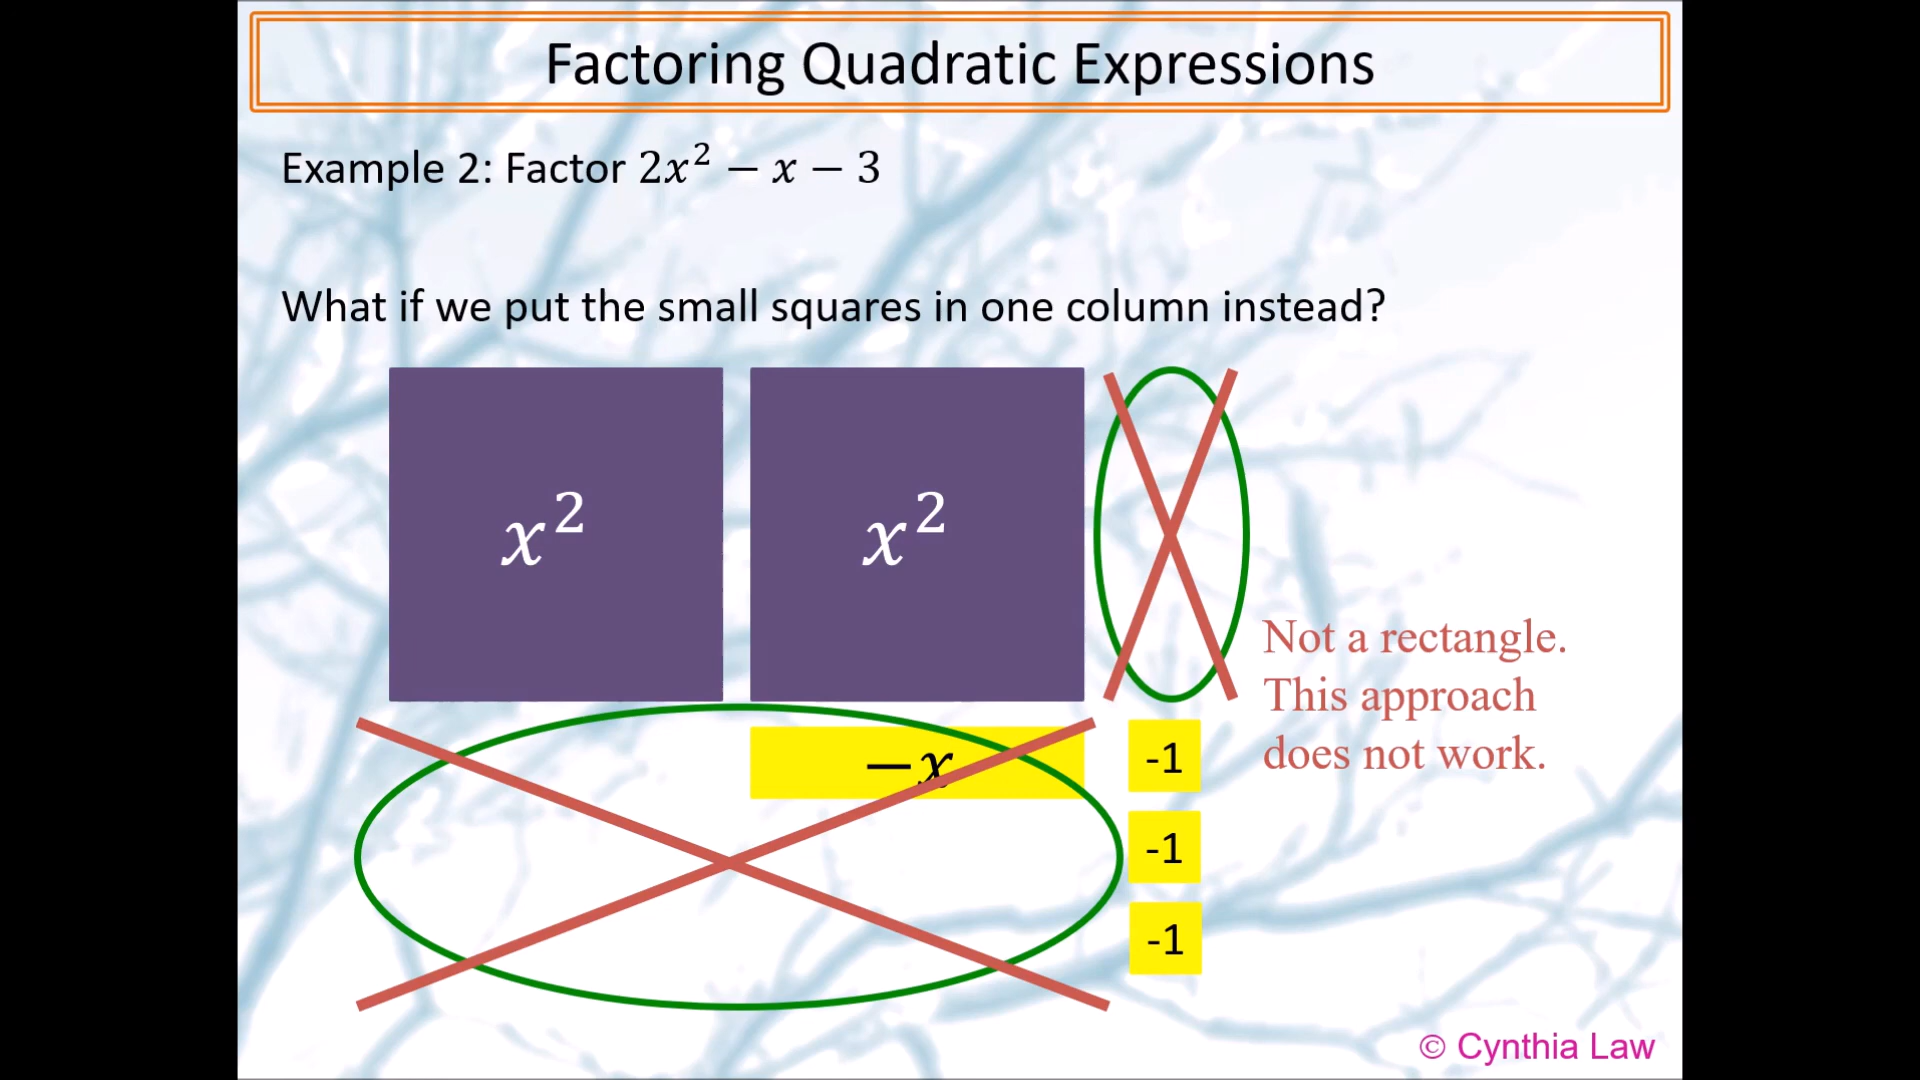 Factoring Quadratic Expressions
Example 2: Factor 2x² − x − 3
What if we put the small squares in one column instead?
x²
x²
Not a rectangle.
This approach
does not work.
−x
-1
-1
-1
© Cynthia Law